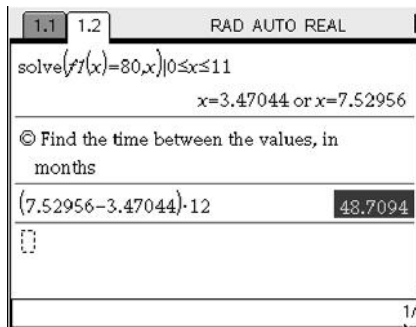 1.1 1.2 RAD AUTO REAL
solve(f1(x)=80,x)|0≤x≤11
x=3.47044 or x=7.52956
© Find the time between the values, in
months
(7.52956−3.47044)·12 48.7094
1/